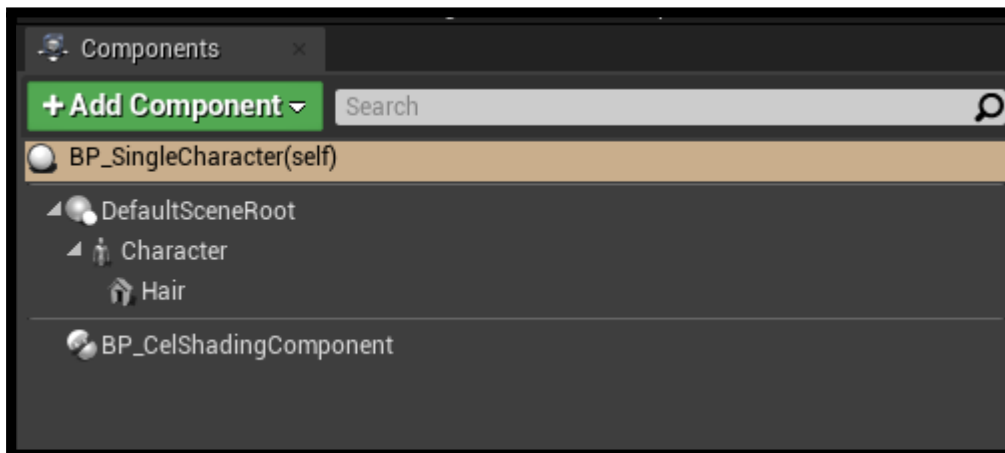 Components
+ Add Component
Search
BP_SingleCharacter(self)
DefaultSceneRoot
Character
Hair
BP_CelShadingComponent